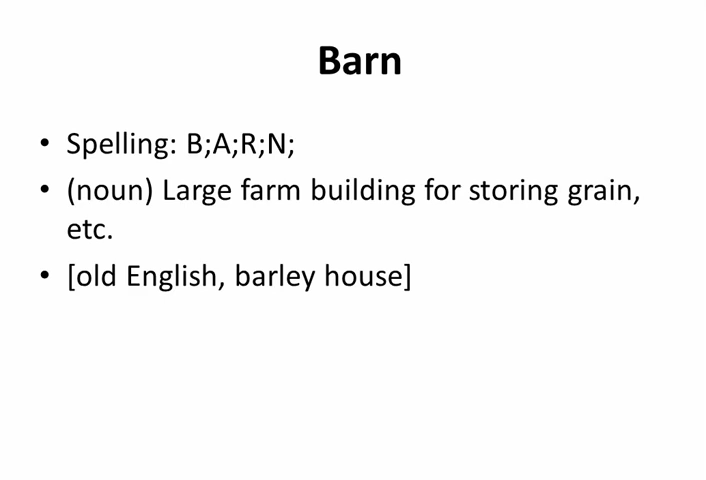 Barn
• Spelling: B;A;R;N;
• (noun) Large farm building for storing grain,
etc.
• [old English, barley house]